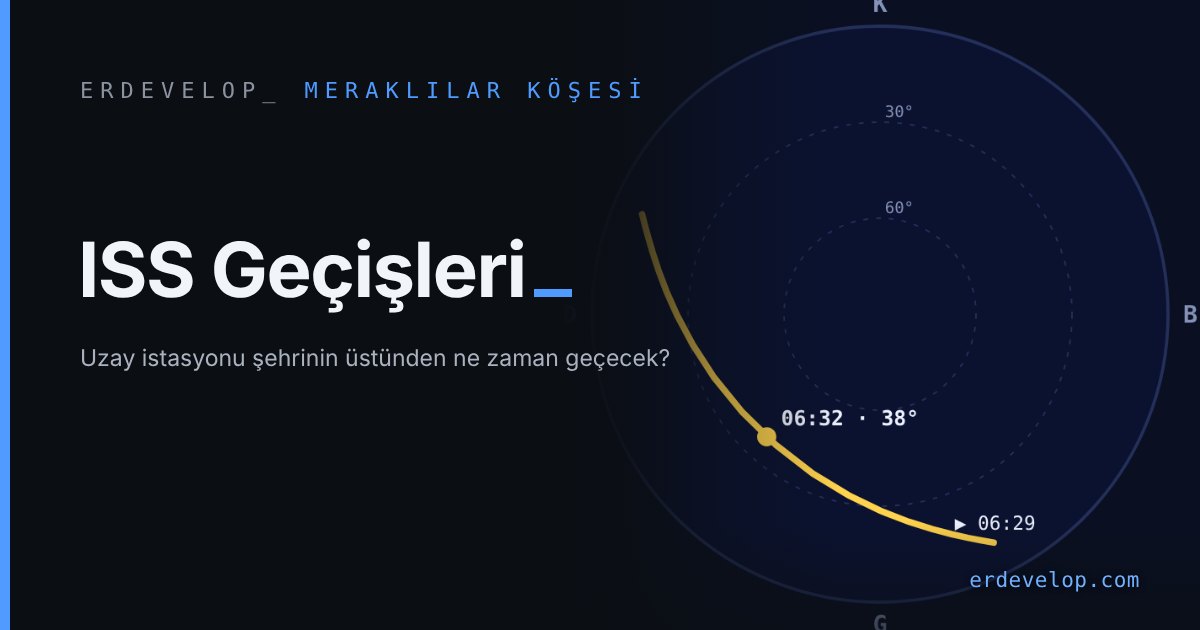 K
ERDEVELOP_ MERAKLILAR KÖŞESİ
30°
60°
ISS Geçişleri_
D
B
Uzay istasyonu şehrinin üstünden ne zaman geçecek?
06:32 · 38°
▶ 06:29
erdevelop.com
G